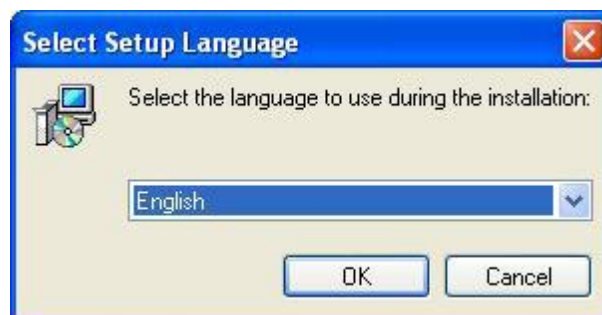 Select Setup Language
Select the language to use during the installation:
English
OK
Cancel